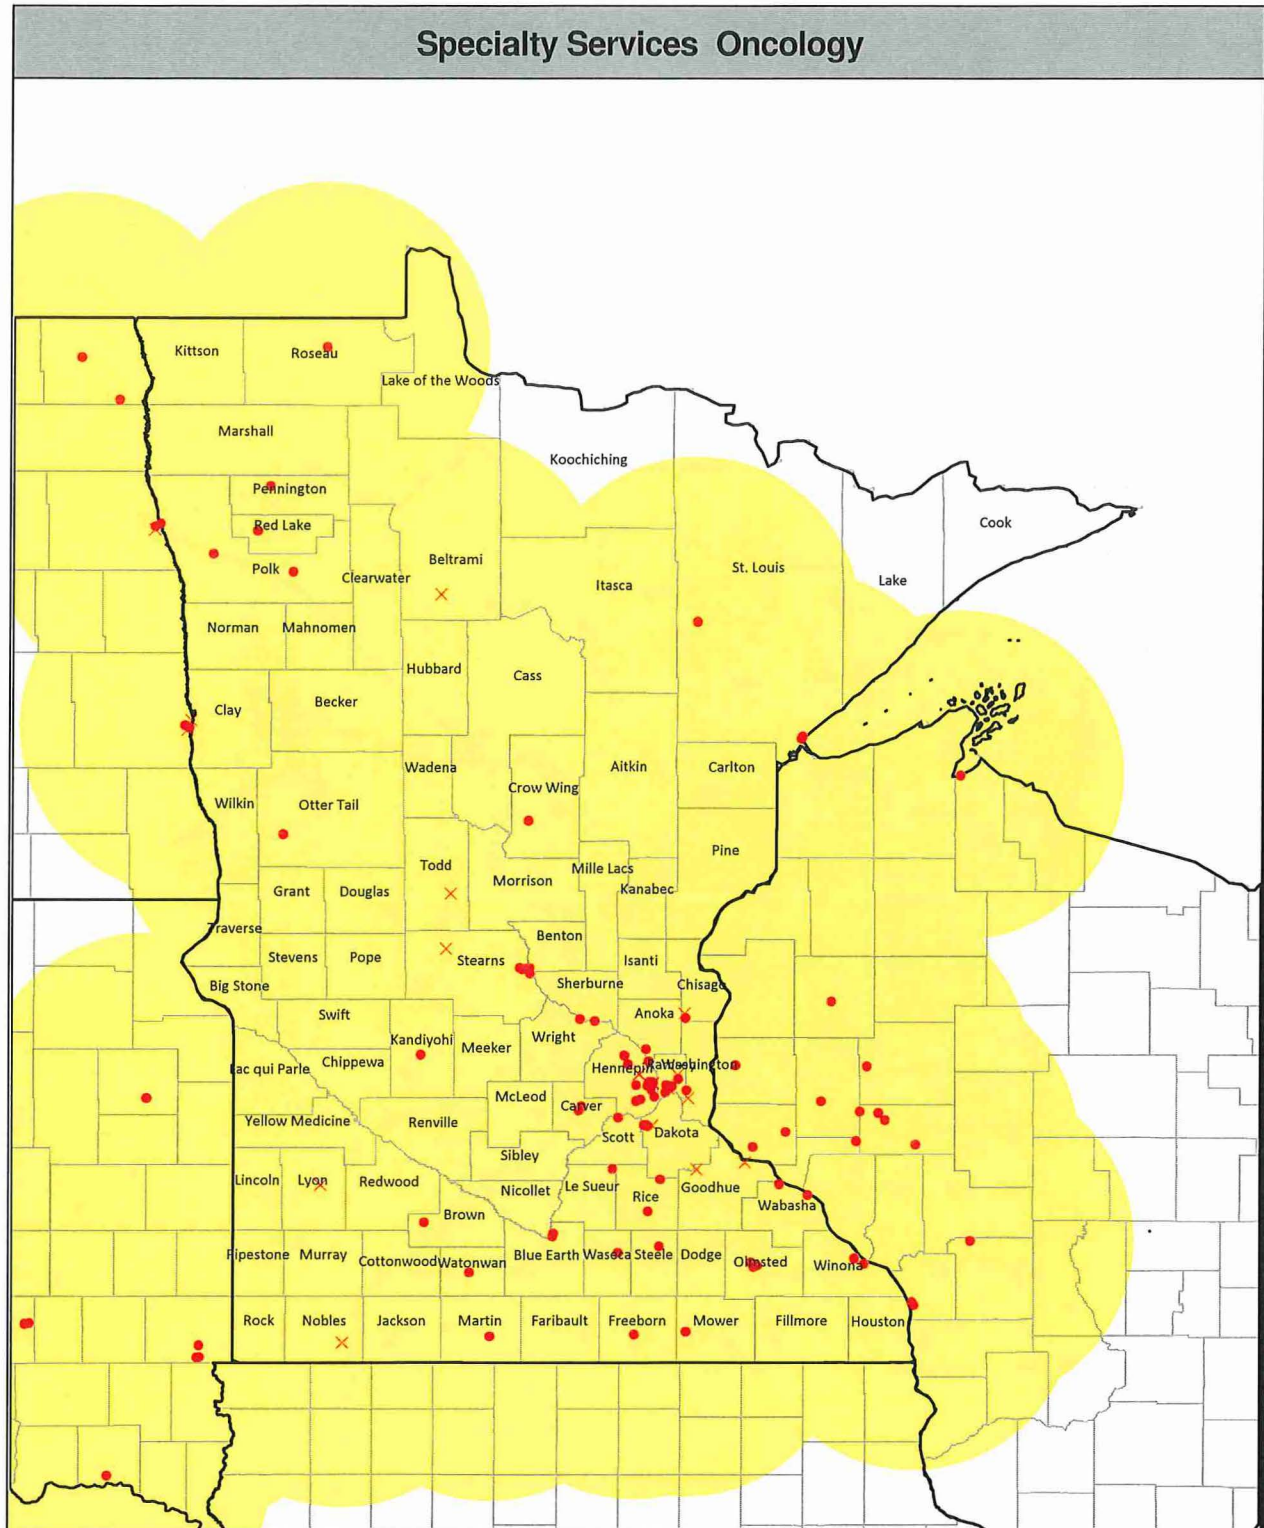 Specialty Services Oncology
Kittson
Roseau
Lake of the Woods
Marshall
Koochiching
Pennington
Red Lake
Cook
Beltrami
Polk
Clearwater
Itasca
St. Louis
Lake
Norman
Mahnomen
Hubbard
Cass
Clay
Becker
Wadena
Aitkin
Carlton
Crow Wing
Wilkin
Otter Tail
Pine
Todd
Mille Lacs
Morrison
Kanabec
Grant
Douglas
Traverse
Benton
Stevens
Pope
Stearns
Isanti
Big Stone
Sherburne
Chisago
Swift
Anoka
Kandiyohi
Wright
Meeker
Chippewa
Lac qui Parle
Hennepin
Washington
McLeod
Carver
Yellow Medicine
Renville
Scott
Dakota
Sibley
Lincoln
Lyon
Redwood
Nicollet
Le Sueur
Rice
Goodhue
Wabasha
Brown
Pipestone
Murray
Cottonwood
Watonwan
Blue Earth
Waseca
Steele
Dodge
Olmsted
Winona
Rock
Nobles
Jackson
Martin
Faribault
Freeborn
Mower
Fillmore
Houston